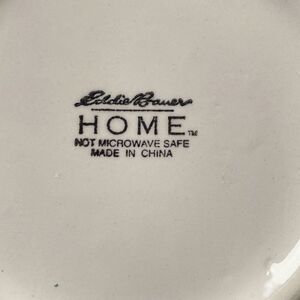 Eddie Bauer
HOME™
NOT MICROWAVE SAFE
MADE IN CHINA